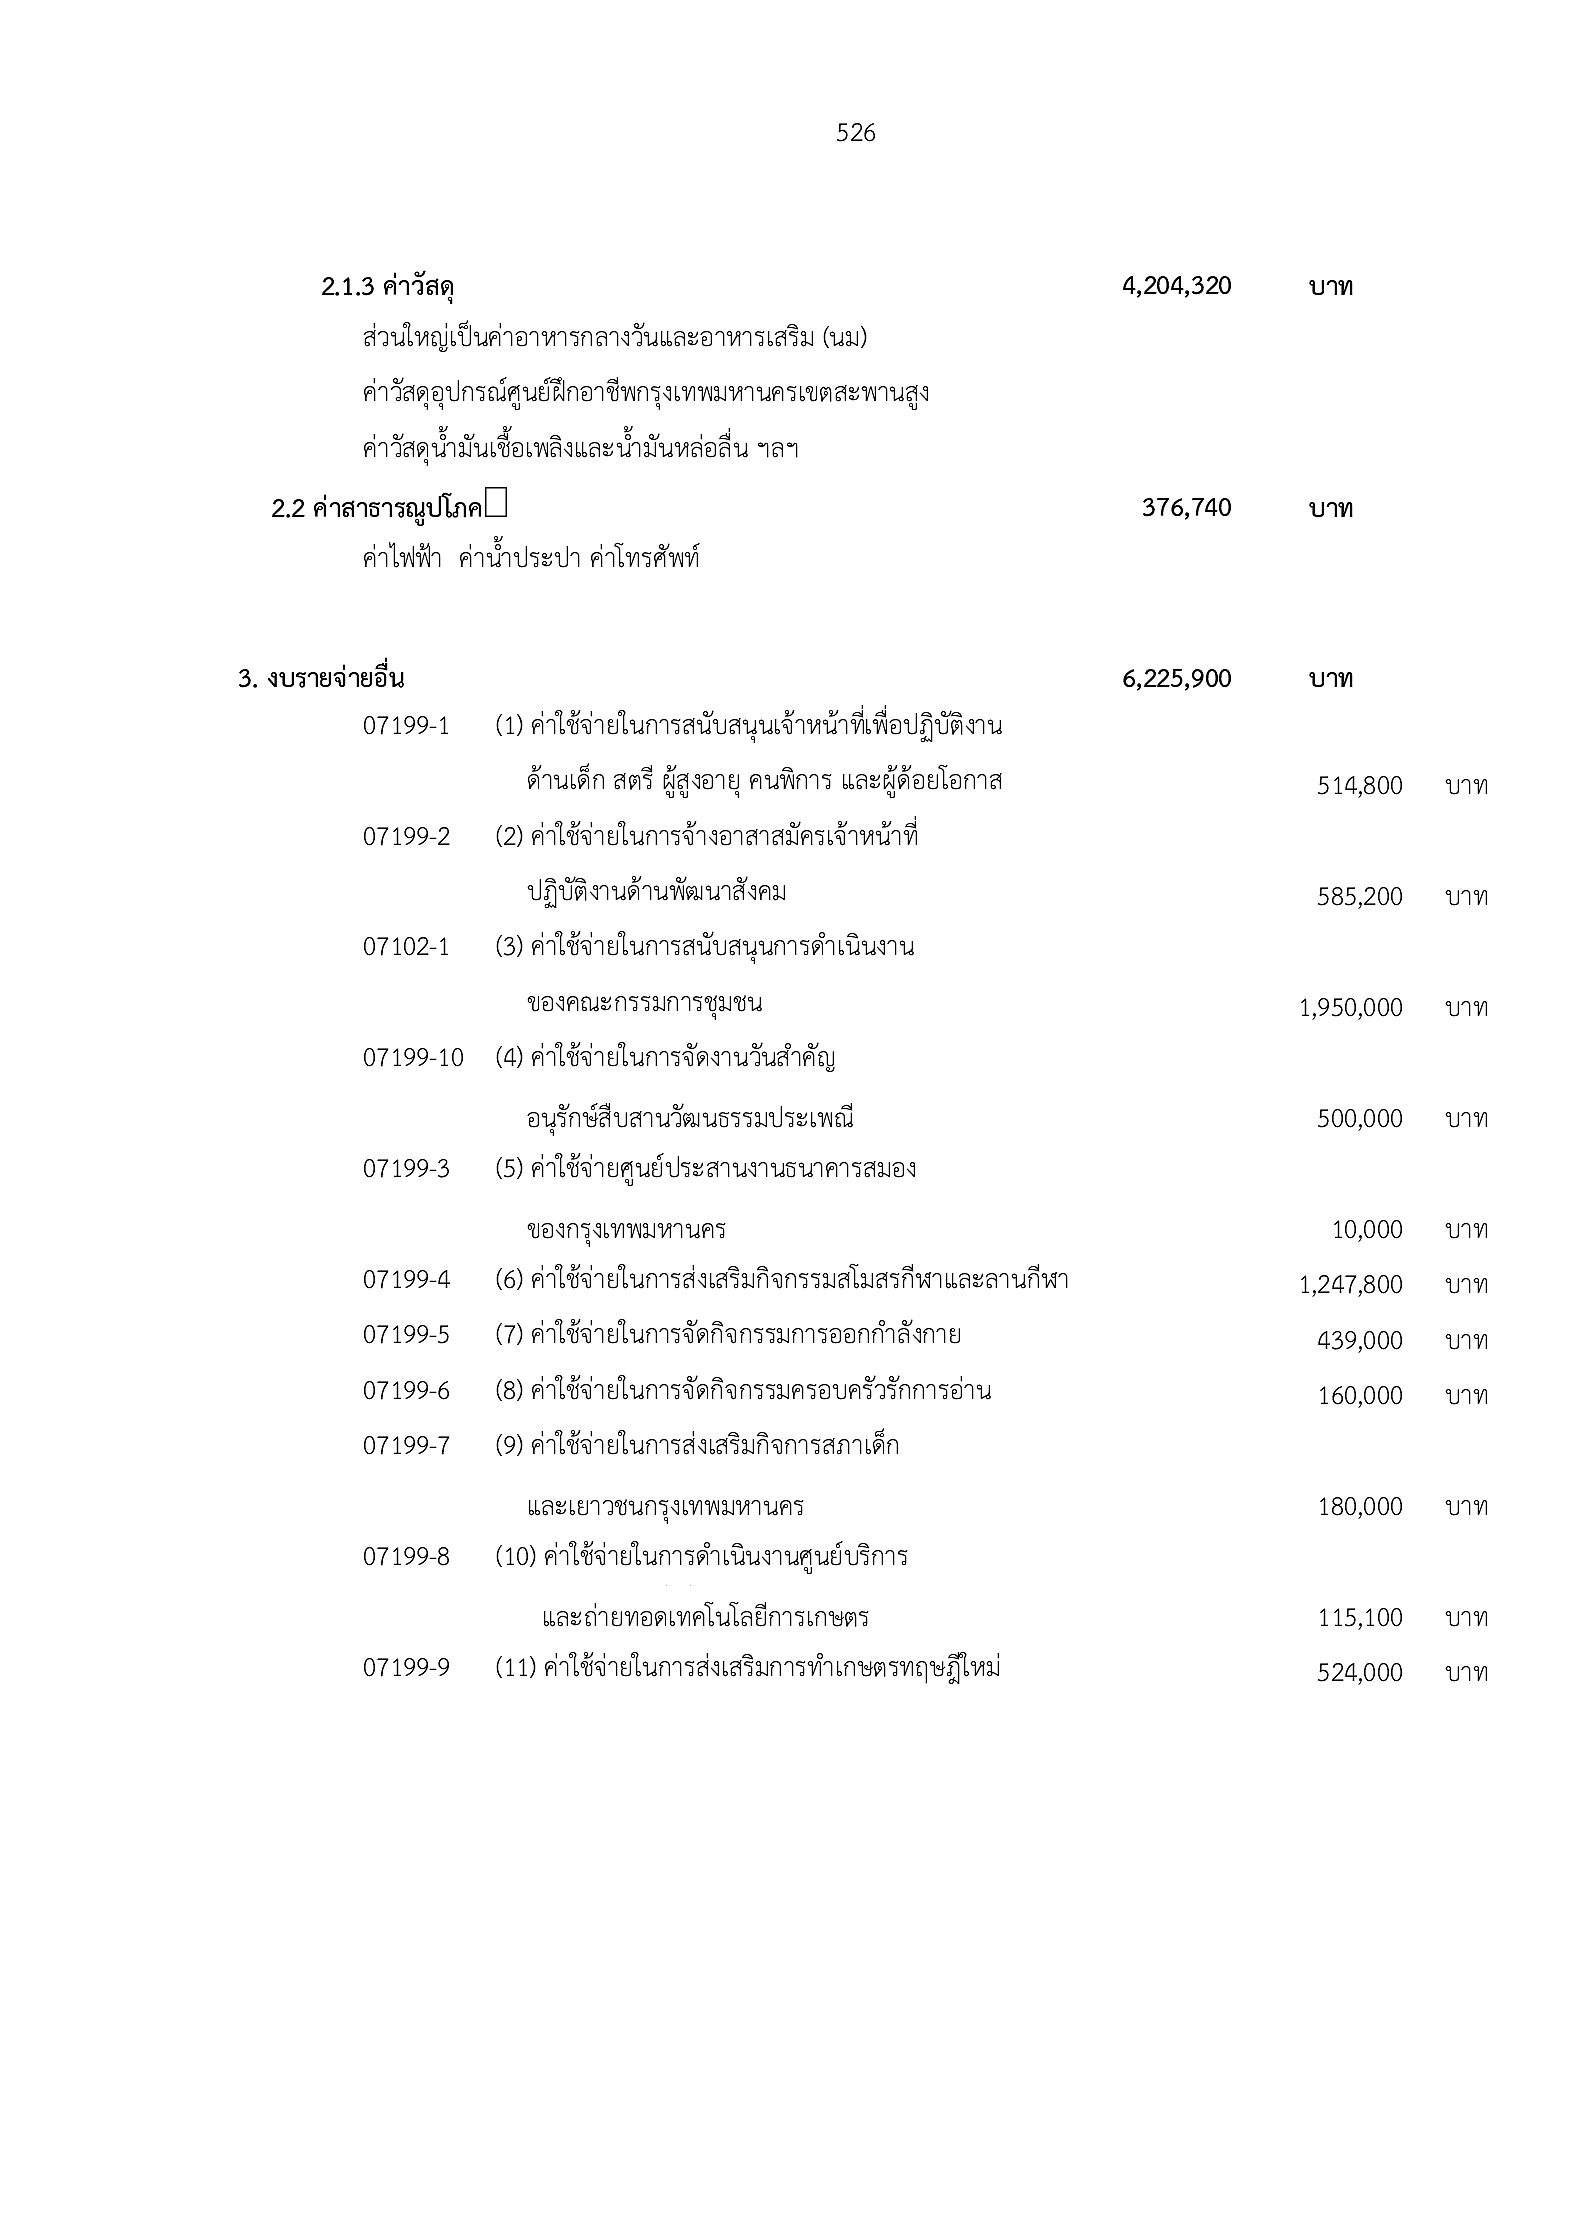 526
2.1.3 ค่าวัสดุ 4,204,320 บาท
ส่วนใหญ่เป็นค่าอาหารกลางวันและอาหารเสริม (นม)
ค่าวัสดุอุปกรณ์ศูนย์ฝึกอาชีพกรุงเทพมหานครเขตสะพานสูง
ค่าวัสดุน้ำมันเชื้อเพลิงและน้ำมันหล่อลื่น ฯลฯ
2.2 ค่าสาธารณูปโภค 376,740 บาท
ค่าไฟฟ้า ค่าน้ำประปา ค่าโทรศัพท์
3. งบรายจ่ายอื่น 6,225,900 บาท
07199-1 (1) ค่าใช้จ่ายในการสนับสนุนเจ้าหน้าที่เพื่อปฏิบัติงาน
ด้านเด็ก สตรี ผู้สูงอายุ คนพิการ และผู้ด้อยโอกาส 514,800 บาท
07199-2 (2) ค่าใช้จ่ายในการจ้างอาสาสมัครเจ้าหน้าที่
ปฏิบัติงานด้านพัฒนาสังคม 585,200 บาท
07102-1 (3) ค่าใช้จ่ายในการสนับสนุนการดำเนินงาน
ของคณะกรรมการชุมชน 1,950,000 บาท
07199-10 (4) ค่าใช้จ่ายในการจัดงานวันสำคัญ
อนุรักษ์สืบสานวัฒนธรรมประเพณี 500,000 บาท
07199-3 (5) ค่าใช้จ่ายศูนย์ประสานงานธนาคารสมอง
ของกรุงเทพมหานคร 10,000 บาท
07199-4 (6) ค่าใช้จ่ายในการส่งเสริมกิจกรรมสโมสรกีฬาและลานกีฬา 1,247,800 บาท
07199-5 (7) ค่าใช้จ่ายในการจัดกิจกรรมการออกกำลังกาย 439,000 บาท
07199-6 (8) ค่าใช้จ่ายในการจัดกิจกรรมครอบครัวรักการอ่าน 160,000 บาท
07199-7 (9) ค่าใช้จ่ายในการส่งเสริมกิจการสภาเด็ก
และเยาวชนกรุงเทพมหานคร 180,000 บาท
07199-8 (10) ค่าใช้จ่ายในการดำเนินงานศูนย์บริการ
และถ่ายทอดเทคโนโลยีการเกษตร 115,100 บาท
07199-9 (11) ค่าใช้จ่ายในการส่งเสริมการทำเกษตรทฤษฎีใหม่ 524,000 บาท